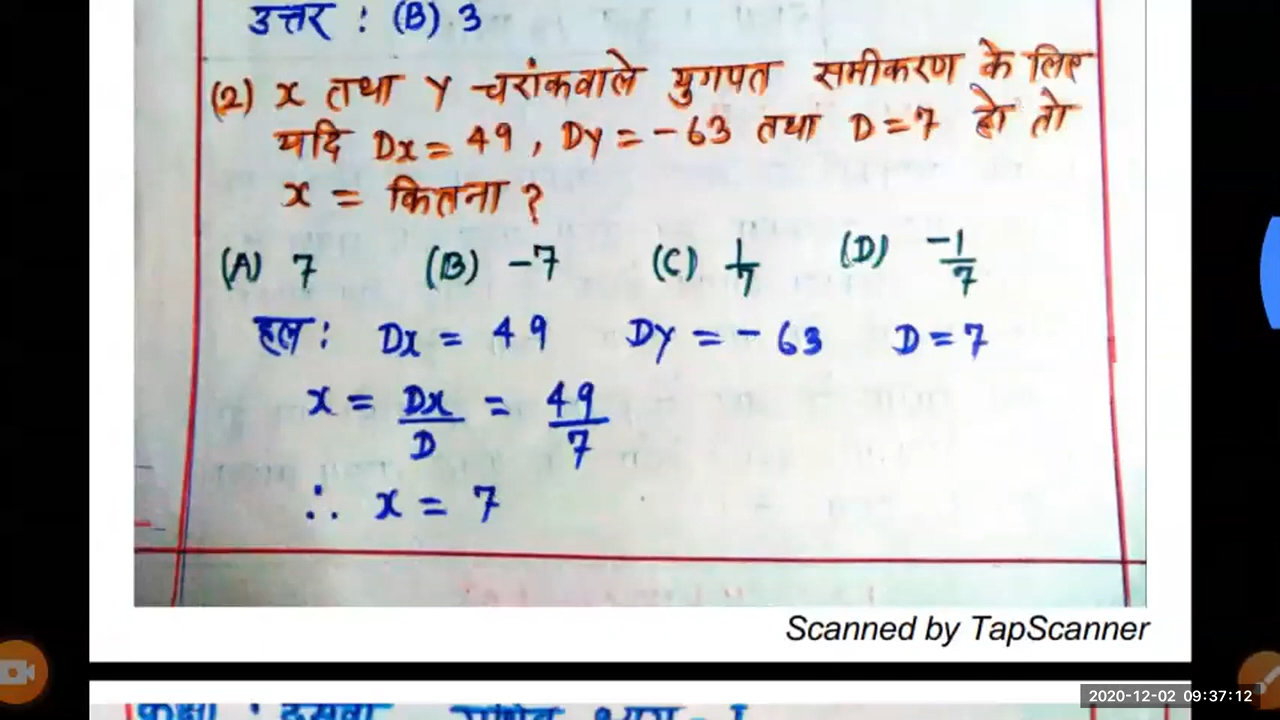 उत्तर : (B) 3
(2) x तथा y चरांकवाले युगपत समीकरण के लिए
यदि Dx = 49, Dy = -63 तथा D = 7 हो तो
x = कितना ?
(A) 7 (B) -7 (C) 1/7 (D) -1/7
हल : Dx = 49 Dy = - 63 D = 7
x = Dx/D = 49/7
∴ x = 7
Scanned by TapScanner
2020-12-02 09:37:12